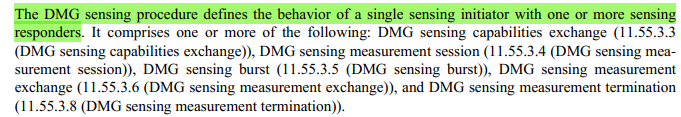 The DMG sensing procedure defines the behavior of a single sensing initiator with one or more sensing
responders. It comprises one or more of the following: DMG sensing capabilities exchange (11.55.3.3
(DMG sensing capabilities exchange)), DMG sensing measurement session (11.55.3.4 (DMG sensing mea-
surement session)), DMG sensing burst (11.55.3.5 (DMG sensing burst)), DMG sensing measurement
exchange (11.55.3.6 (DMG sensing measurement exchange)), and DMG sensing measurement termination
(11.55.3.8 (DMG sensing measurement termination)).